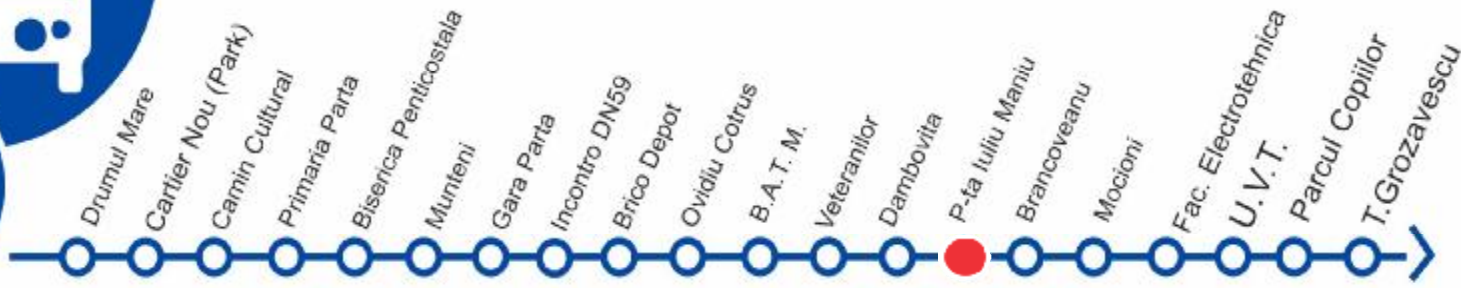 Drumul Mare
Cartier Nou (Park)
Camin Cultural
Primaria Parta
Biserica Penticostala
Munteni
Gara Parta
Incontro DN59
Brico Depot
Ovidiu Cotrus
B.A.T. M.
Veteranilor
Dambovita
P-ta Iuliu Maniu
Brancoveanu
Mocioni
Fac. Electrotehnica
U.V.T.
Parcul Copiilor
T.Grozavescu